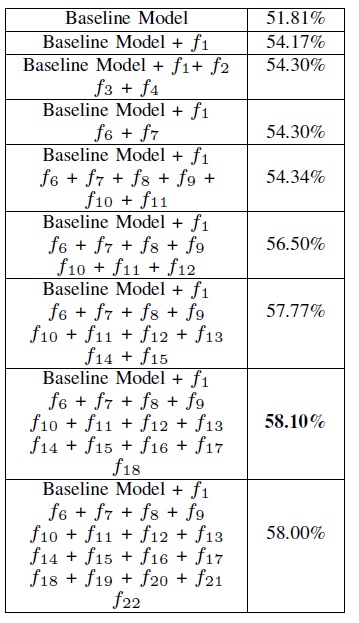 Baseline Model 51.81%
Baseline Model + f₁ 54.17%
Baseline Model + f₁+ f₂
54.30%
f₃ + f₄
Baseline Model + f₁
f₆ + f₇ 54.30%
Baseline Model + f₁
f₆ + f₇ + f₈ + f₉ + 54.34%
f₁₀ + f₁₁
Baseline Model + f₁
f₆ + f₇ + f₈ + f₉ 56.50%
f₁₀ + f₁₁ + f₁₂
Baseline Model + f₁
f₆ + f₇ + f₈ + f₉ 57.77%
f₁₀ + f₁₁ + f₁₂ + f₁₃
f₁₄ + f₁₅
Baseline Model + f₁
f₆ + f₇ + f₈ + f₉
f₁₀ + f₁₁ + f₁₂ + f₁₃ 58.10%
f₁₄ + f₁₅ + f₁₆ + f₁₇
f₁₈
Baseline Model + f₁
f₆ + f₇ + f₈ + f₉
f₁₀ + f₁₁ + f₁₂ + f₁₃ 58.00%
f₁₄ + f₁₅ + f₁₆ + f₁₇
f₁₈ + f₁₉ + f₂₀ + f₂₁
f₂₂